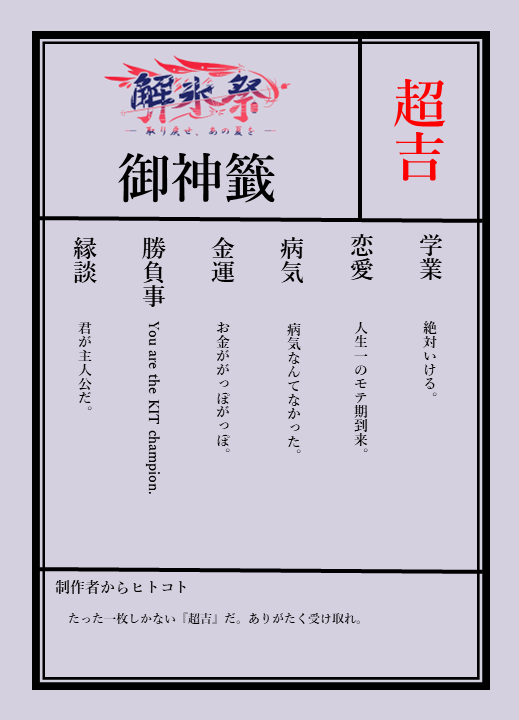 解氷祭
取り戻せ、あの夏を
御神籤
超吉
学業
絶対いける。
恋愛
人生一のモテ期到来。
病気
病気なんてなかった。
金運
お金ががっぽがっぽ。
勝負事
You are the KIT champion.
縁談
君が主人公だ。
制作者からヒトコト
たった一枚しかない『超吉』だ。ありがたく受け取れ。